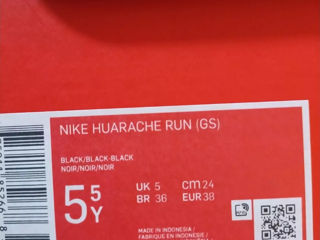 NIKE HUARACHE RUN (GS)
BLACK/BLACK-BLACK
NOIR/NOIR/NOIR
5 5 Y
UK 5 cm 24
BR 36 EUR 38
MADE IN INDONESIA /
FABRIQUE EN INDONESIE /